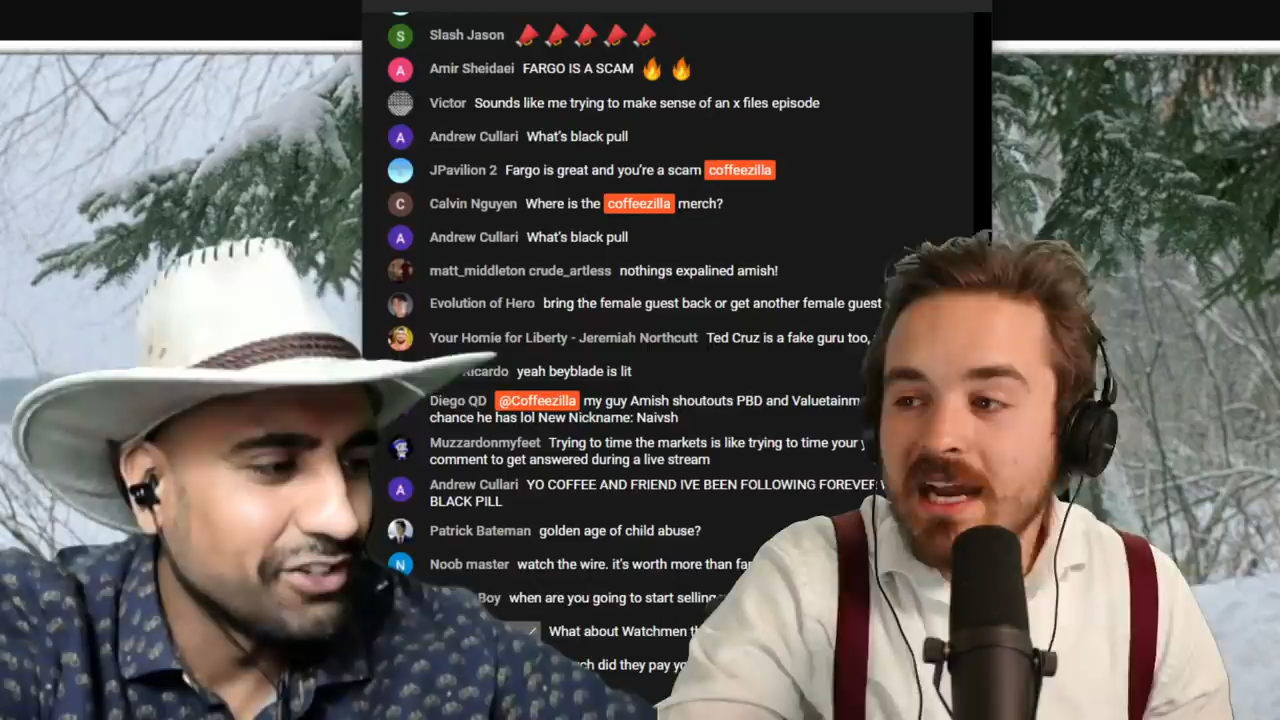 S Slash Jason
A Amir Sheidaei FARGO IS A SCAM
Victor Sounds like me trying to make sense of an x files episode
A Andrew Cullari What's black pull
JPavilion 2 Fargo is great and you're a scam coffeezilla
C Calvin Nguyen Where is the coffeezilla merch?
A Andrew Cullari What's black pull
matt_middleton crude_artless nothings expalined amish!
Evolution of Hero bring the female guest back or get another female guest
Your Homie for Liberty - Jeremiah Northcutt Ted Cruz is a fake guru too,
Ricardo yeah beyblade is lit
Diego QD @Coffeezilla my guy Amish shoutouts PBD and Valuetainm
chance he has lol New Nickname: Naivsh
Muzzardonmyfeet Trying to time the markets is like trying to time your
comment to get answered during a live stream
A Andrew Cullari YO COFFEE AND FRIEND IVE BEEN FOLLOWING FOREVER
BLACK PILL
Patrick Bateman golden age of child abuse?
N Noob master watch the wire. it's worth more than
Boy when are you going to start selling
What about Watchmen
did they pay